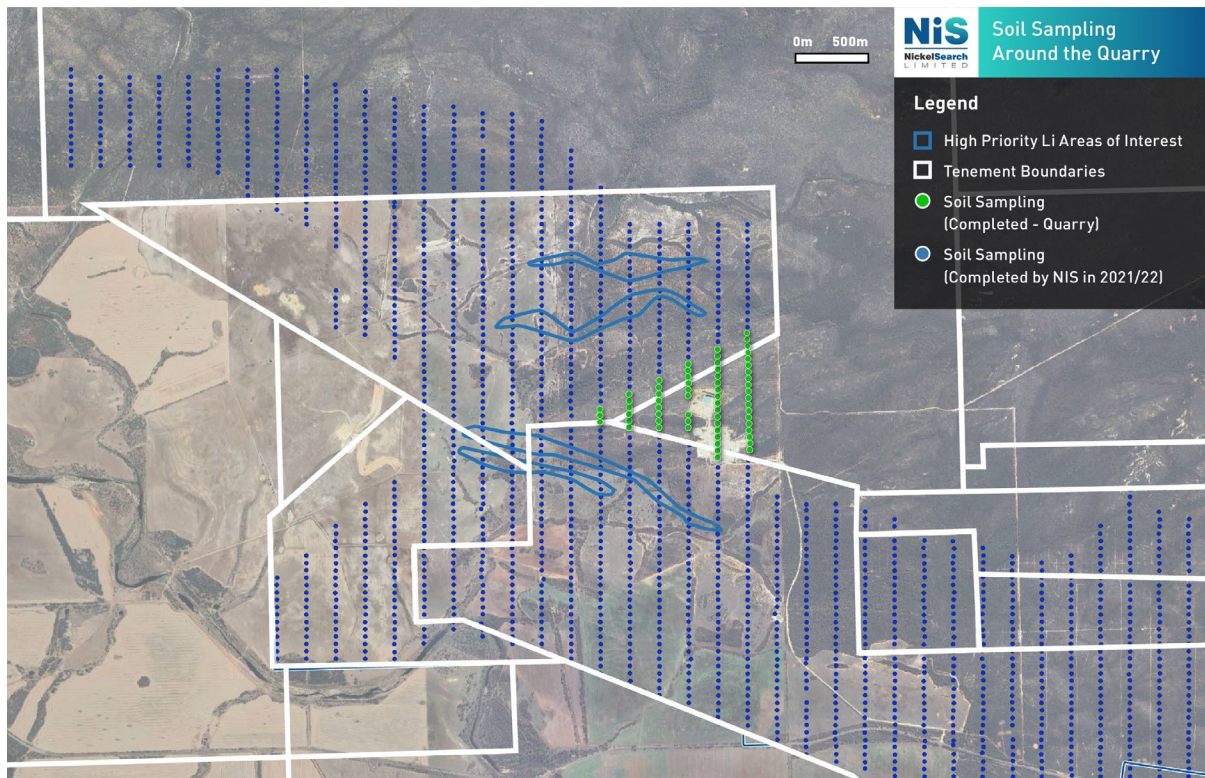 0m 500m
NiS
NickelSearch
LIMITED
Soil Sampling
Around the Quarry
Legend
High Priority Li Areas of Interest
Tenement Boundaries
Soil Sampling
(Completed - Quarry)
Soil Sampling
(Completed by NIS in 2021/22)